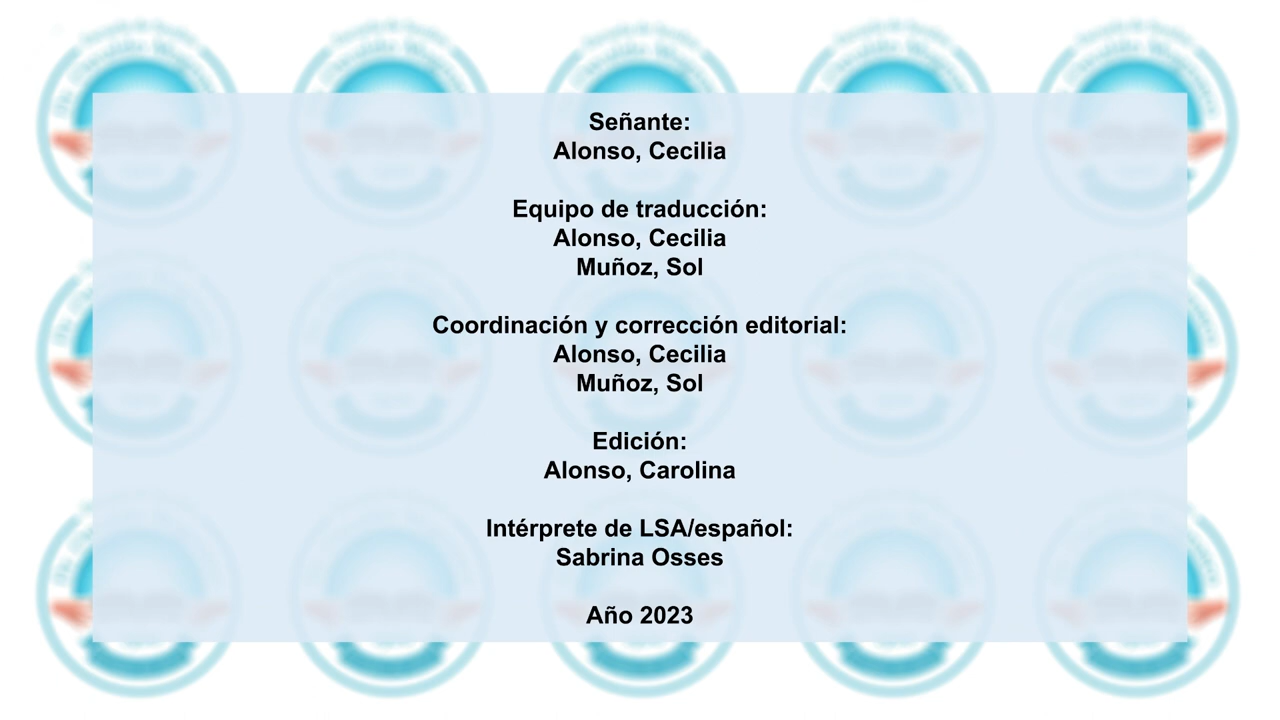 Señante:
Alonso, Cecilia
Equipo de traducción:
Alonso, Cecilia
Muñoz, Sol
Coordinación y corrección editorial:
Alonso, Cecilia
Muñoz, Sol
Edición:
Alonso, Carolina
Intérprete de LSA/español:
Sabrina Osses
Año 2023